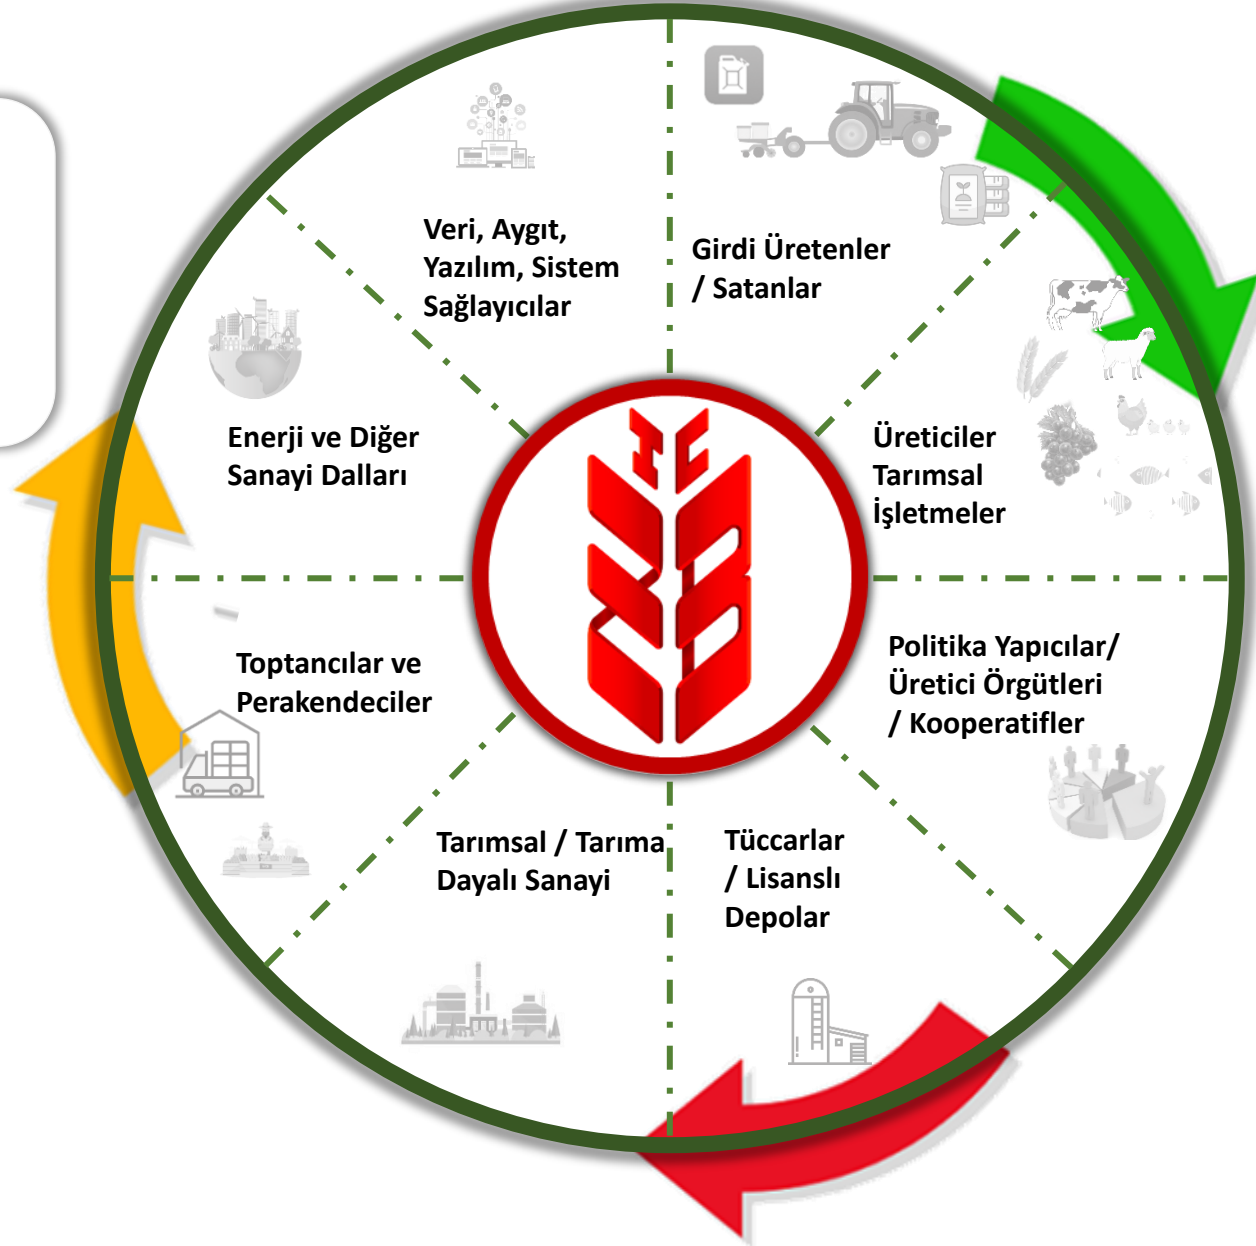 Veri, Aygıt,
Yazılım, Sistem
Sağlayıcılar
Girdi Üretenler
/ Satanlar
Üreticiler
Tarımsal
İşletmeler
Politika Yapıcılar/
Üretici Örgütleri
/ Kooperatifler
Tüccarlar
/ Lisanslı
Depolar
Tarımsal / Tarıma
Dayalı Sanayi
Toptancılar ve
Perakendeciler
Enerji ve Diğer
Sanayi Dalları